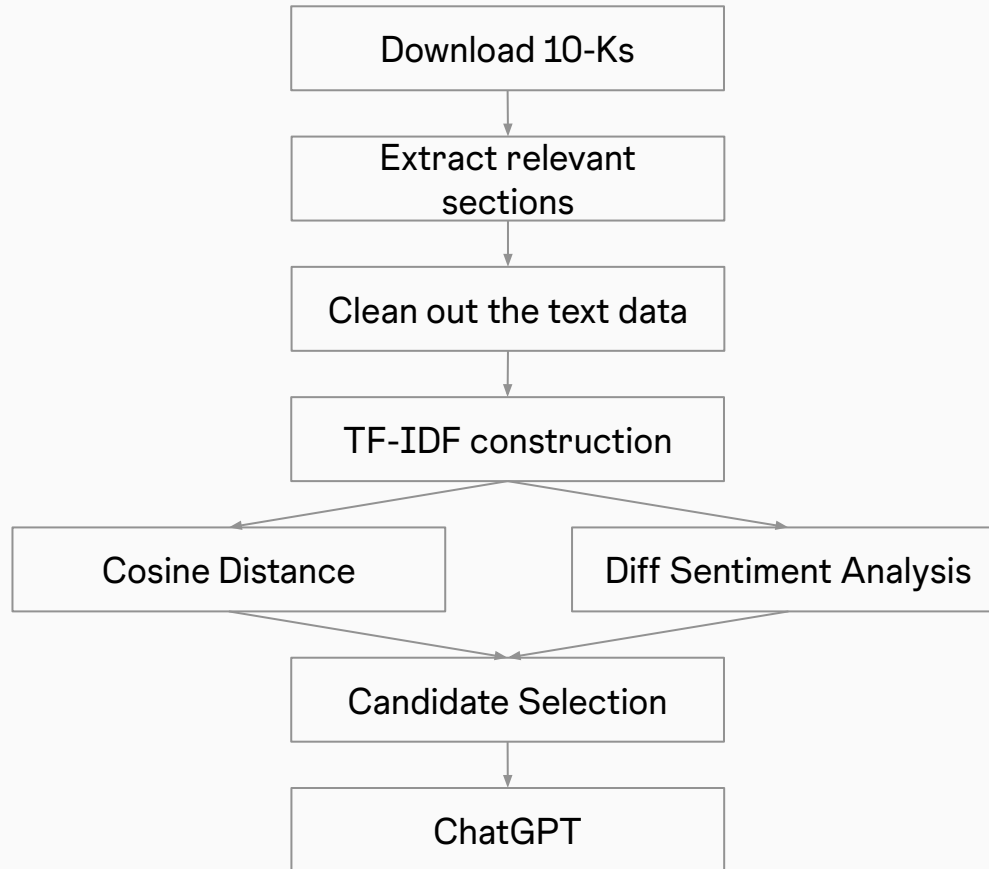 Download 10-Ks
Extract relevant
sections
Clean out the text data
TF-IDF construction
Cosine Distance
Diff Sentiment Analysis
Candidate Selection
ChatGPT